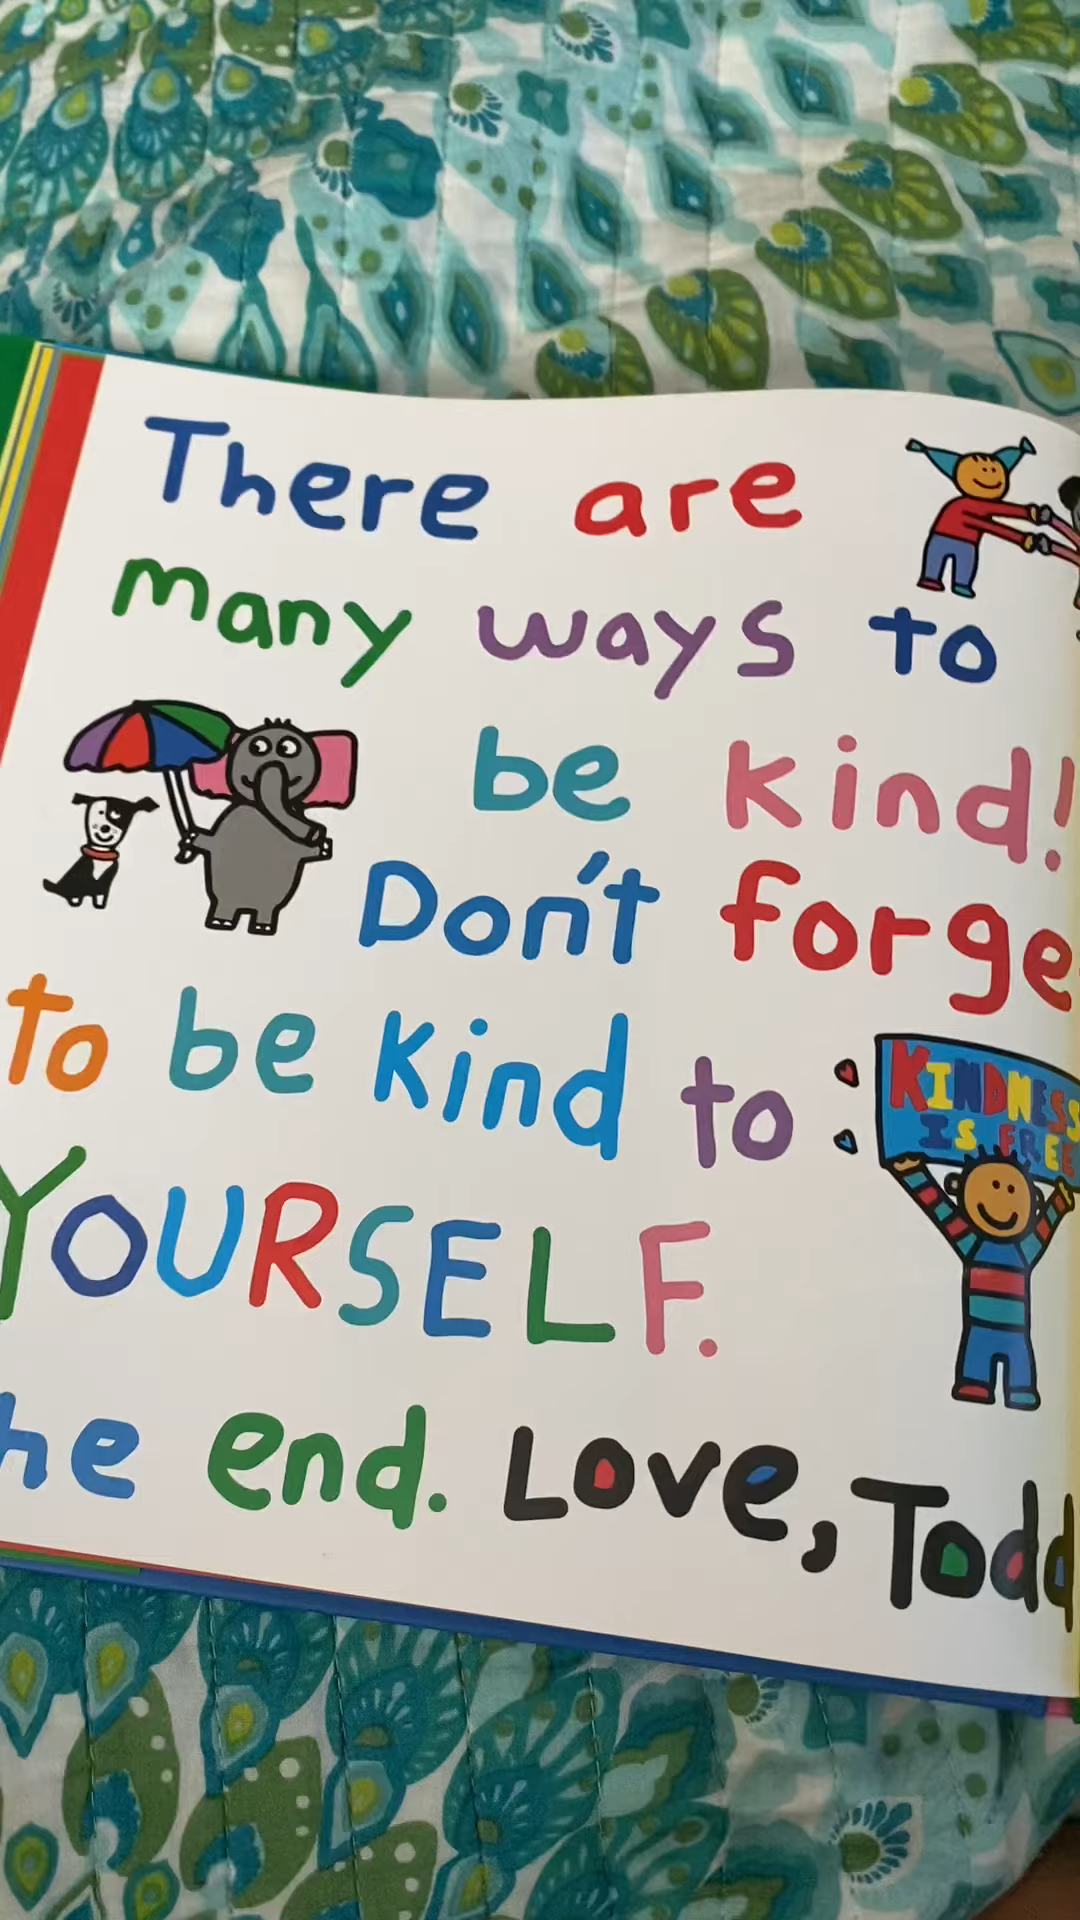 There are
many ways to
be kind!
Don't forge
to be kind to
KINDNESS
IS FREE
YOURSELF.
he end. Love, Todd